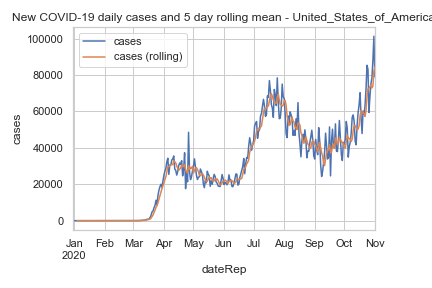 New COVID-19 daily cases and 5 day rolling mean - United_States_of_America
cases
cases (rolling)
100000
80000
60000
40000
20000
0
cases
Jan Feb Mar Apr May Jun Jul Aug Sep Oct Nov
2020
dateRep